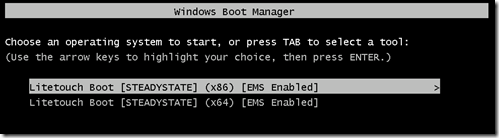 Windows Boot Manager
Choose an operating system to start, or press TAB to select a tool:
(Use the arrow keys to highlight your choice, then press ENTER.)
Litetouch Boot [STEADYSTATE] (x86) [EMS Enabled] >
Litetouch Boot [STEADYSTATE] (x64) [EMS Enabled]